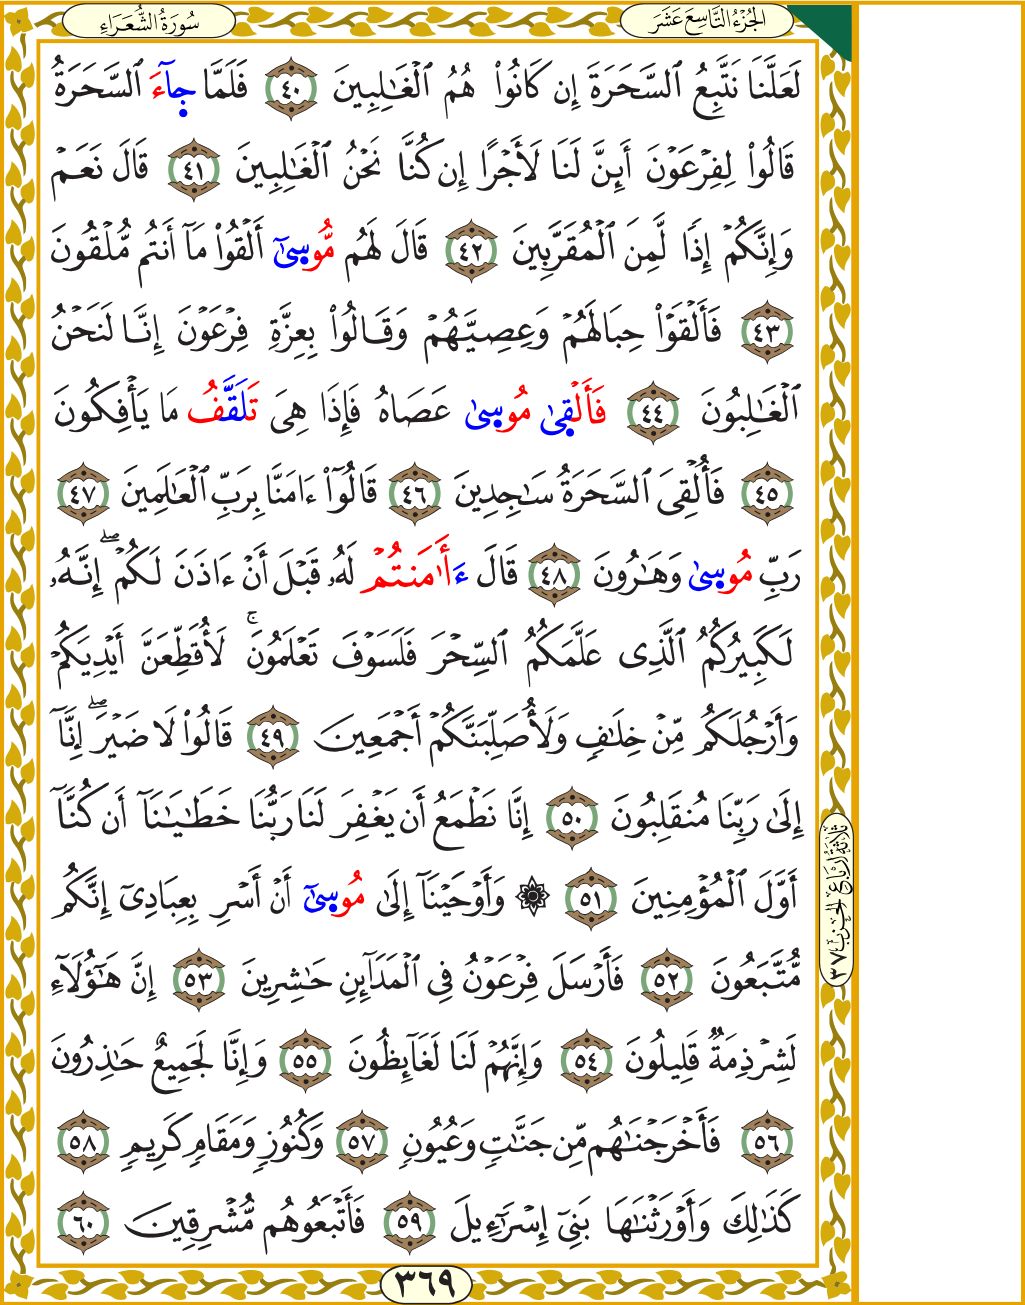 الجُزْءُ التَّاسِعَ عَشَرَ
سُورَةُ الشُّعَرَاءِ
لَعَلَّنَا نَتَّبِعُ ٱلسَّحَرَةَ إِن كَانُوا۟ هُمُ ٱلْغَـٰلِبِينَ ٤٠ فَلَمَّا جَآءَ ٱلسَّحَرَةُ
قَالُوا۟ لِفِرْعَوْنَ أَئِنَّ لَنَا لَأَجْرًا إِن كُنَّا نَحْنُ ٱلْغَـٰلِبِينَ ٤١ قَالَ نَعَمْ
وَإِنَّكُمْ إِذًا لَّمِنَ ٱلْمُقَرَّبِينَ ٤٢ قَالَ لَهُم مُّوسَىٰٓ أَلْقُوا۟ مَآ أَنتُم مُّلْقُونَ
٤٣ فَأَلْقَوْا۟ حِبَالَهُمْ وَعِصِيَّهُمْ وَقَالُوا۟ بِعِزَّةِ فِرْعَوْنَ إِنَّا لَنَحْنُ
ٱلْغَـٰلِبُونَ ٤٤ فَأَلْقَىٰ مُوسَىٰ عَصَاهُ فَإِذَا هِىَ تَلَقَّفُ مَا يَأْفِكُونَ
٤٥ فَأُلْقِىَ ٱلسَّحَرَةُ سَـٰجِدِينَ ٤٦ قَالُوٓا۟ ءَامَنَّا بِرَبِّ ٱلْعَـٰلَمِينَ ٤٧
رَبِّ مُوسَىٰ وَهَـٰرُونَ ٤٨ قَالَ ءَأَا۬مَنتُمْ لَهُۥ قَبْلَ أَنْ ءَاذَنَ لَكُمْ ۖ إِنَّهُۥ
لَكَبِيرُكُمُ ٱلَّذِى عَلَّمَكُمُ ٱلسِّحْرَ فَلَسَوْفَ تَعْلَمُونَ ۚ لَأُقَطِّعَنَّ أَيْدِيَكُمْ
وَأَرْجُلَكُم مِّنْ خِلَـٰفٍ وَلَأُصَلِّبَنَّكُمْ أَجْمَعِينَ ٤٩ قَالُوا۟ لَا ضَيْرَ ۖ إِنَّآ
إِلَىٰ رَبِّنَا مُنقَلِبُونَ ٥٠ إِنَّا نَطْمَعُ أَن يَغْفِرَ لَنَا رَبُّنَا خَطَـٰيَـٰنَآ أَن كُنَّآ
أَوَّلَ ٱلْمُؤْمِنِينَ ٥١ ۞ وَأَوْحَيْنَآ إِلَىٰ مُوسَىٰٓ أَنْ أَسْرِ بِعِبَادِىٓ إِنَّكُم
مُّتَّبَعُونَ ٥٢ فَأَرْسَلَ فِرْعَوْنُ فِى ٱلْمَدَآئِنِ حَـٰشِرِينَ ٥٣ إِنَّ هَـٰٓؤُلَآءِ
لَشِرْذِمَةٌ قَلِيلُونَ ٥٤ وَإِنَّهُمْ لَنَا لَغَآئِظُونَ ٥٥ وَإِنَّا لَجَمِيعٌ حَـٰذِرُونَ
٥٦ فَأَخْرَجْنَـٰهُم مِّن جَنَّـٰتٍ وَعُيُونٍ ٥٧ وَكُنُوزٍ وَمَقَامٍ كَرِيمٍ ٥٨
كَذَٰلِكَ وَأَوْرَثْنَـٰهَا بَنِىٓ إِسْرَٰٓءِيلَ ٥٩ فَأَتْبَعُوهُم مُّشْرِقِينَ ٦٠
ثَلَاثَةُ أَرْبَاعِ الحِزْب ٣٧
٣٦٩